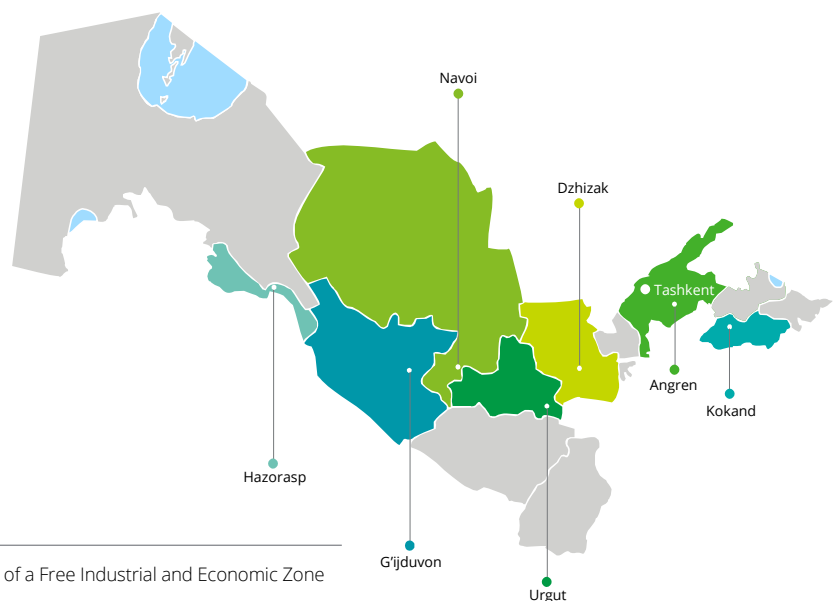 Navoi
Dzhizak
Tashkent
Angren
Kokand
Hazorasp
G'ijduvon
of a Free Industrial and Economic Zone
Urgut